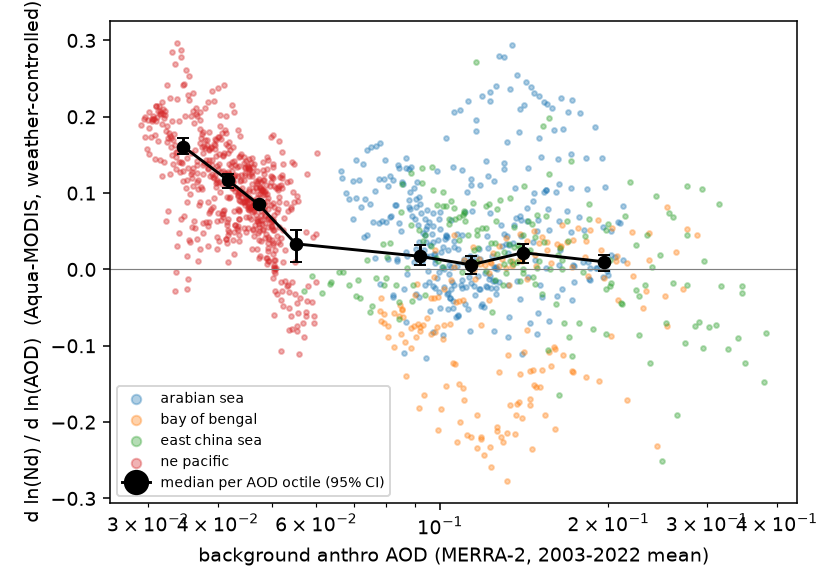 d ln(Nd) / d ln(AOD)   (Aqua-MODIS, weather-controlled)
0.3
0.2
0.1
0.0
−0.1
−0.2
−0.3
arabian sea
bay of bengal
east china sea
ne pacific
median per AOD octile (95% CI)
3 × 10⁻² 4 × 10⁻² 6 × 10⁻² 10⁻¹ 2 × 10⁻¹ 3 × 10⁻¹ 4 × 10⁻¹
background anthro AOD (MERRA-2, 2003-2022 mean)